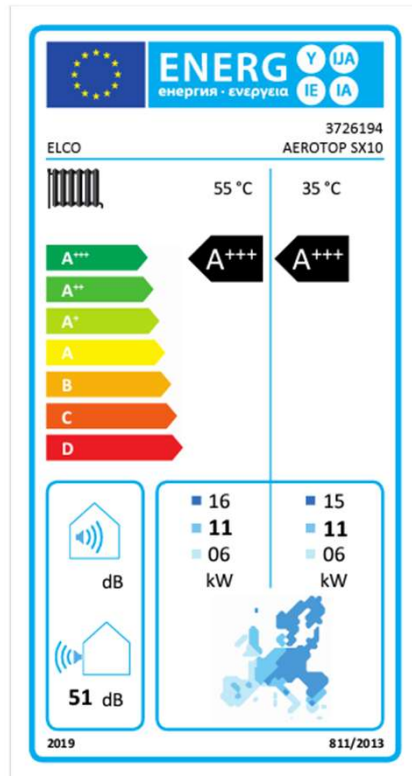 ENERG Y IJA
енергия · ενεργεια IE IA
3726194
ELCO AEROTOP SX10
55 °C 35 °C
A+++ A+++ A+++
A++
A+
A
B
C
D
16 15
11 11
06 06
dB kW kW
51 dB
2019 811/2013